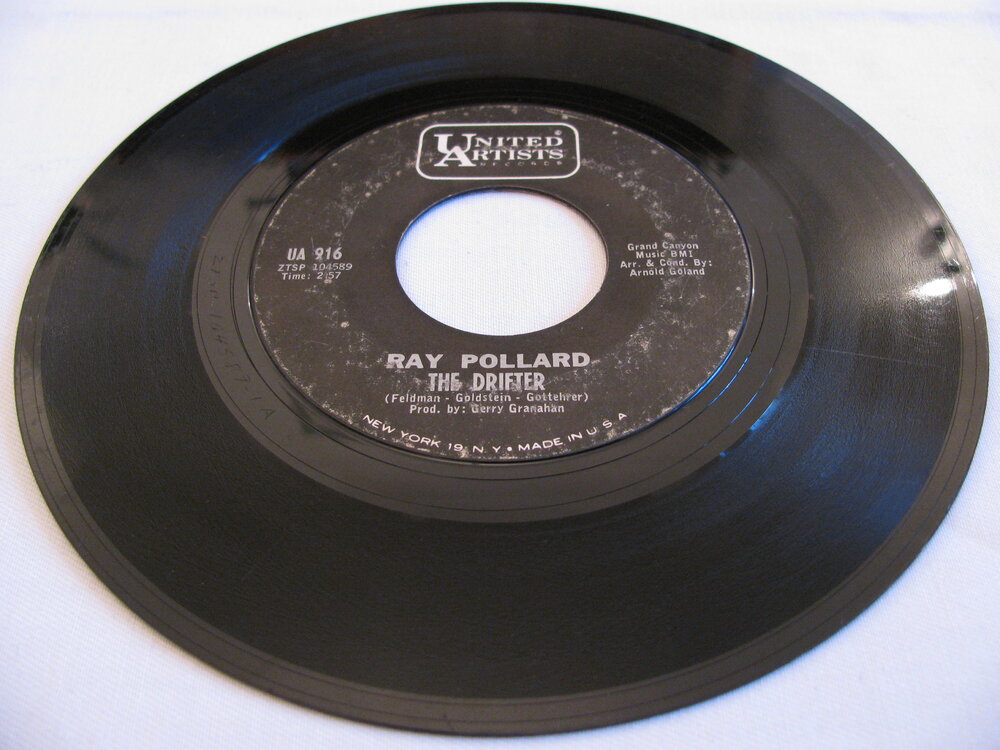 UNITED
ARTISTS
RECORDS
UA 916
ZTSP 104589
Time: 2:57
Grand Canyon
Music BMI
Arr. & Cond. By:
Arnold Goland
RAY POLLARD
THE DRIFTER
(Feldman - Goldstein - Gottehrer)
Prod. by: Gerry Granahan
NEW YORK 19, N.Y. • MADE IN U S A